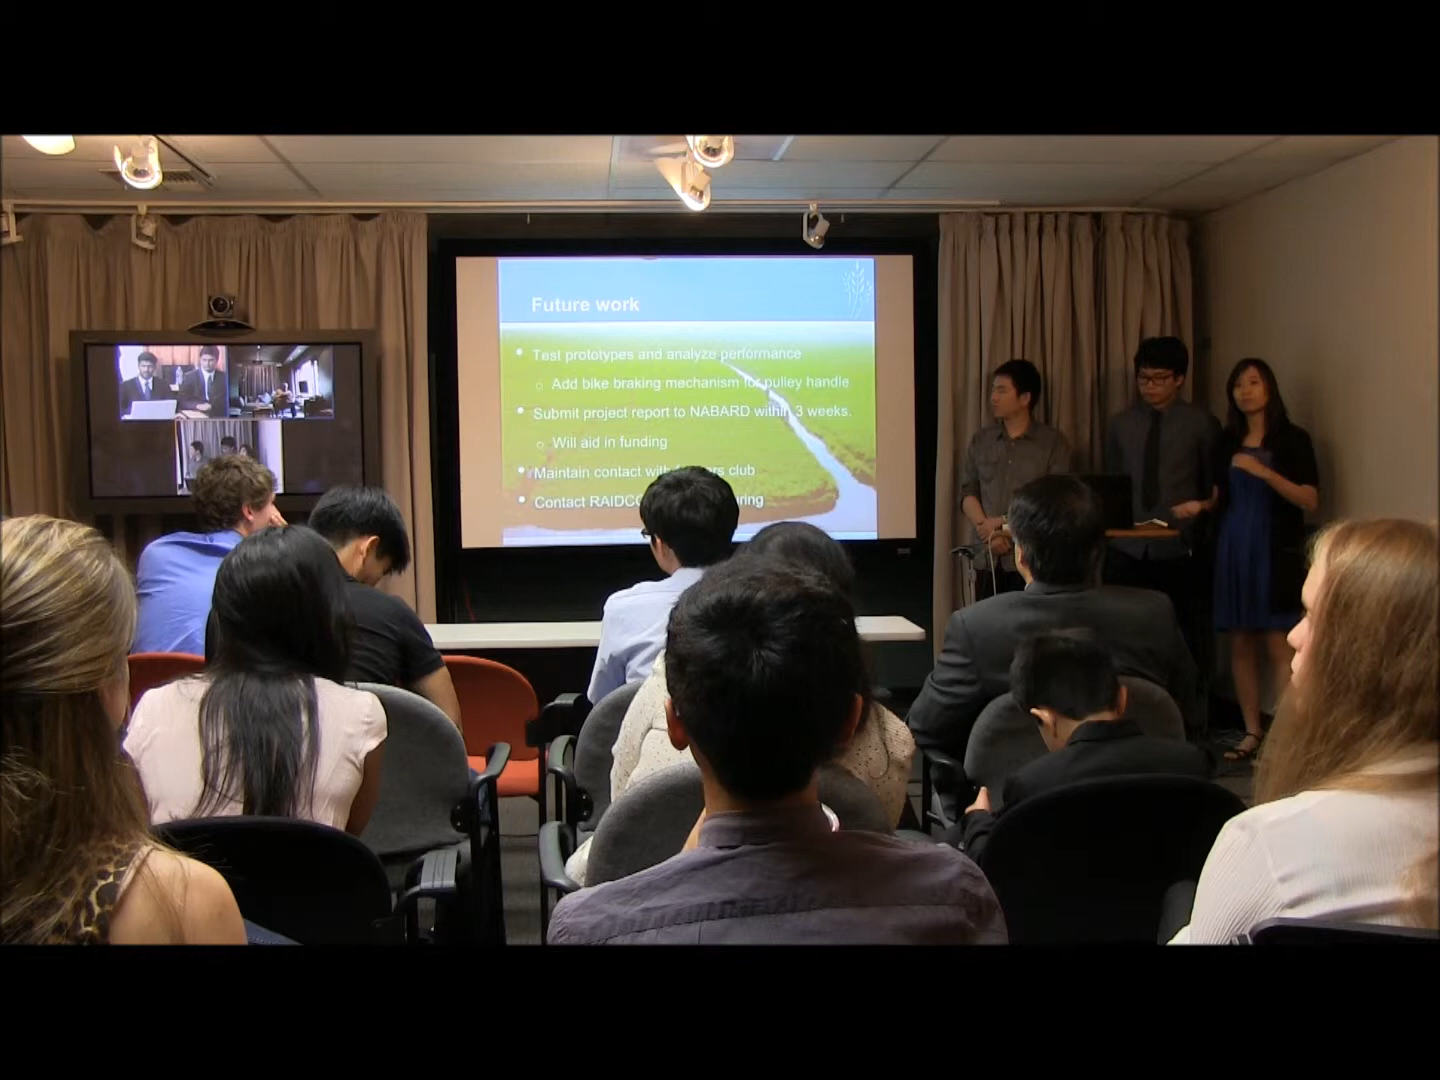 Future work
• Test prototypes and analyze performance
o Add bike braking mechanism for pulley handle
• Submit project report to NABARD within 3 weeks.
o Will aid in funding
• Maintain contact with club
• Contact